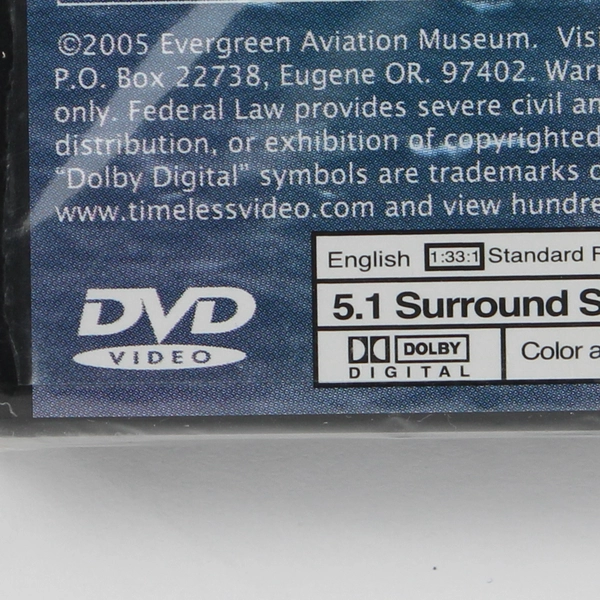 ©2005 Evergreen Aviation Museum. Visi
P.O. Box 22738, Eugene OR. 97402. Warn
only. Federal Law provides severe civil an
distribution, or exhibition of copyrighted
"Dolby Digital" symbols are trademarks o
www.timelessvideo.com and view hundre
English 1:33:1 Standard F
5.1 Surround S
DOLBY
DIGITAL
Color a
DVD
VIDEO